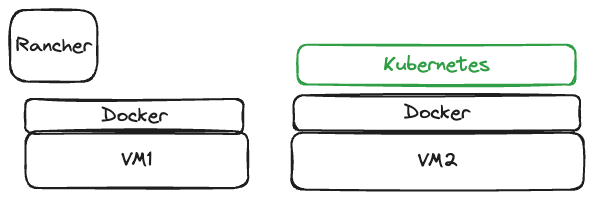 Rancher
Kubernetes
Docker
Docker
VM1
VM2